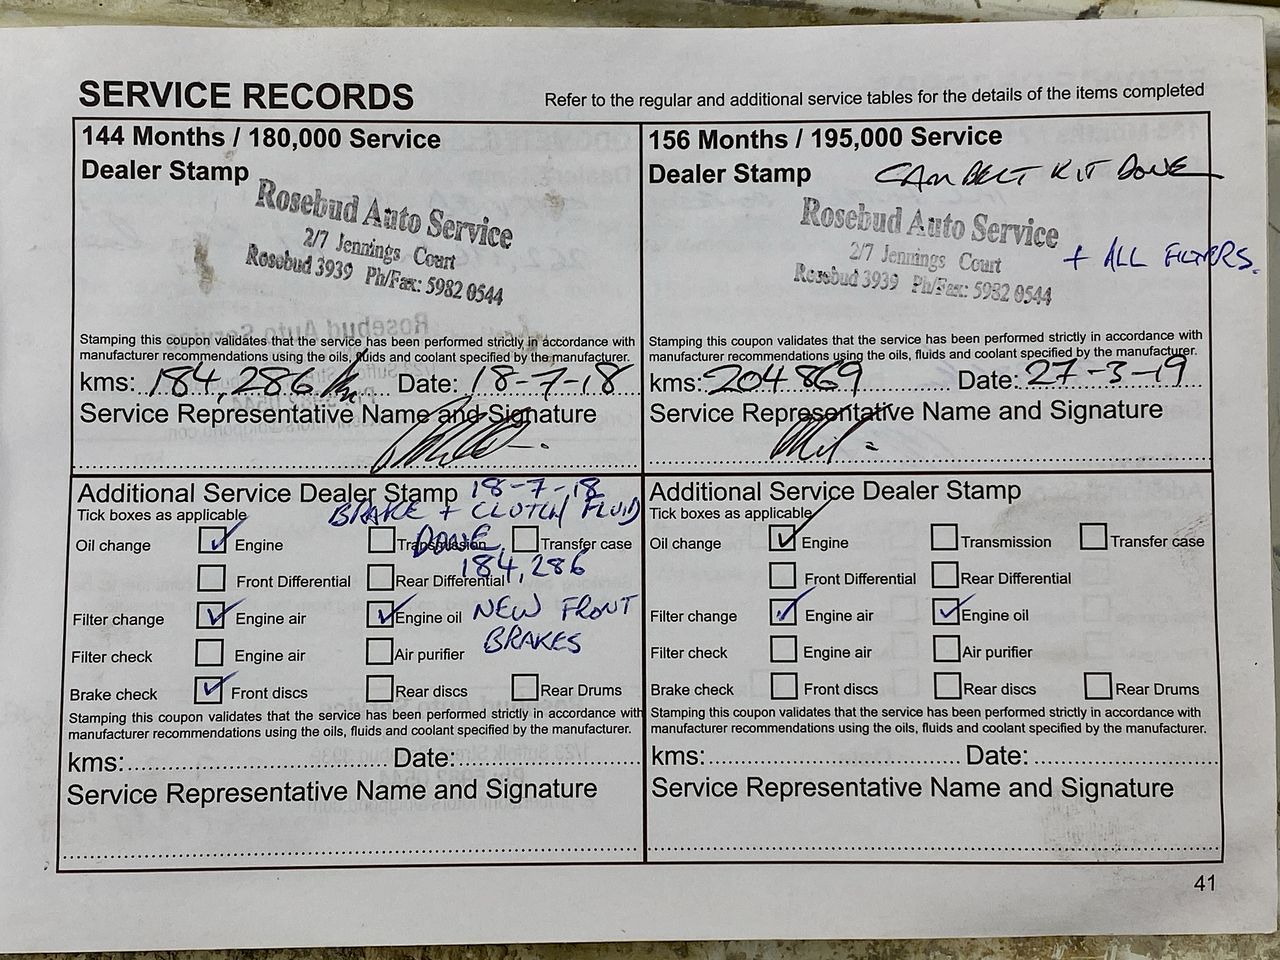 SERVICE RECORDS
Refer to the regular and additional service tables for the details of the items completed
144 Months / 180,000 Service
Dealer Stamp
Rosebud Auto Service
2/7 Jennings Court
Rosebud 3939 Ph/Fax: 5982 0544
Stamping this coupon validates that the service has been performed strictly in accordance with
manufacturer recommendations using the oils, fluids and coolant specified by the manufacturer.
kms: 184,286 km Date: 18-7-18
Service Representative Name and Signature
156 Months / 195,000 Service
Dealer Stamp CAM BELT KIT DONE
Rosebud Auto Service
2/7 Jennings Court
Rosebud 3939 Ph/Fax: 5982 0544
+ ALL FILTERS.
Stamping this coupon validates that the service has been performed strictly in accordance with
manufacturer recommendations using the oils, fluids and coolant specified by the manufacturer.
kms: 204869 Date: 27-3-19
Service Representative Name and Signature
Additional Service Dealer Stamp 18-7-18
BRAKE + CLUTCH FLUID
Tick boxes as applicable
DONE
Oil change Engine Transmission Transfer case
184,286
Front Differential Rear Differential
Filter change Engine air Engine oil NEW FRONT
BRAKES
Filter check Engine air Air purifier
Brake check Front discs Rear discs Rear Drums
Stamping this coupon validates that the service has been performed strictly in accordance with
manufacturer recommendations using the oils, fluids and coolant specified by the manufacturer.
kms: Date:
Service Representative Name and Signature
Additional Service Dealer Stamp
Tick boxes as applicable
Oil change Engine Transmission Transfer case
Front Differential Rear Differential
Filter change Engine air Engine oil
Filter check Engine air Air purifier
Brake check Front discs Rear discs Rear Drums
Stamping this coupon validates that the service has been performed strictly in accordance with
manufacturer recommendations using the oils, fluids and coolant specified by the manufacturer.
kms: Date:
Service Representative Name and Signature
41